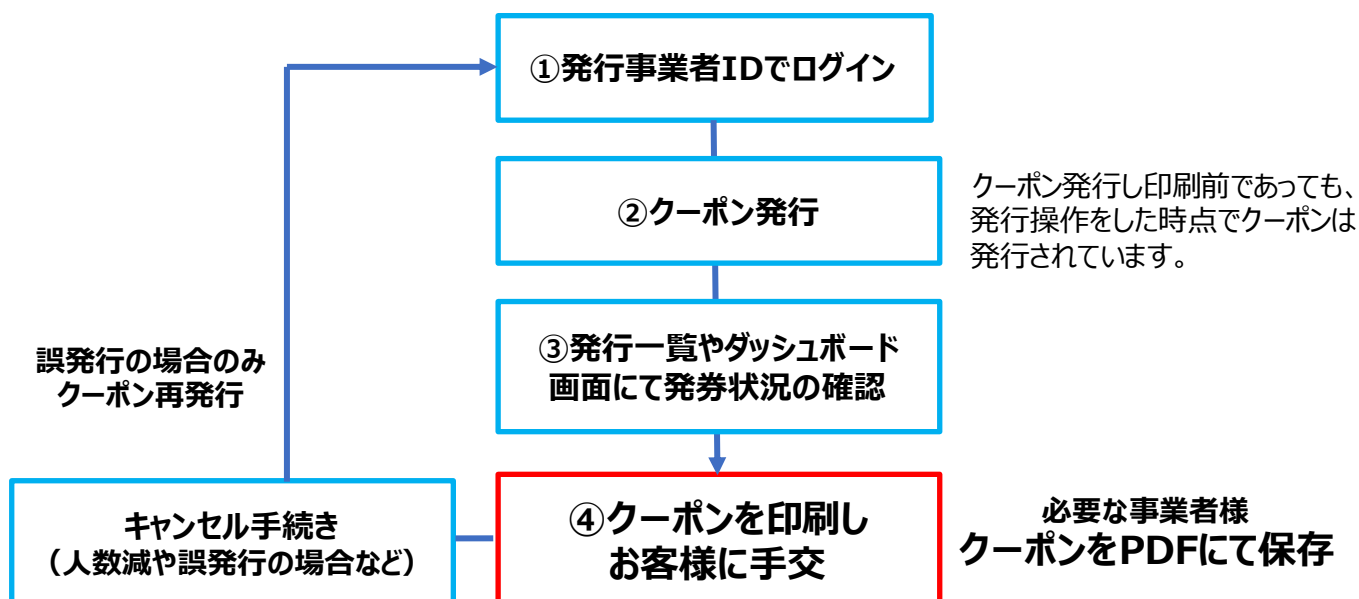 ①発行事業者IDでログイン
②クーポン発行
クーポン発行し印刷前であっても、
発行操作をした時点でクーポンは
発行されています。
③発行一覧やダッシュボード
画面にて発券状況の確認
誤発行の場合のみ
クーポン再発行
キャンセル手続き
（人数減や誤発行の場合など）
④クーポンを印刷し
お客様に手交
必要な事業者様
クーポンをPDFにて保存